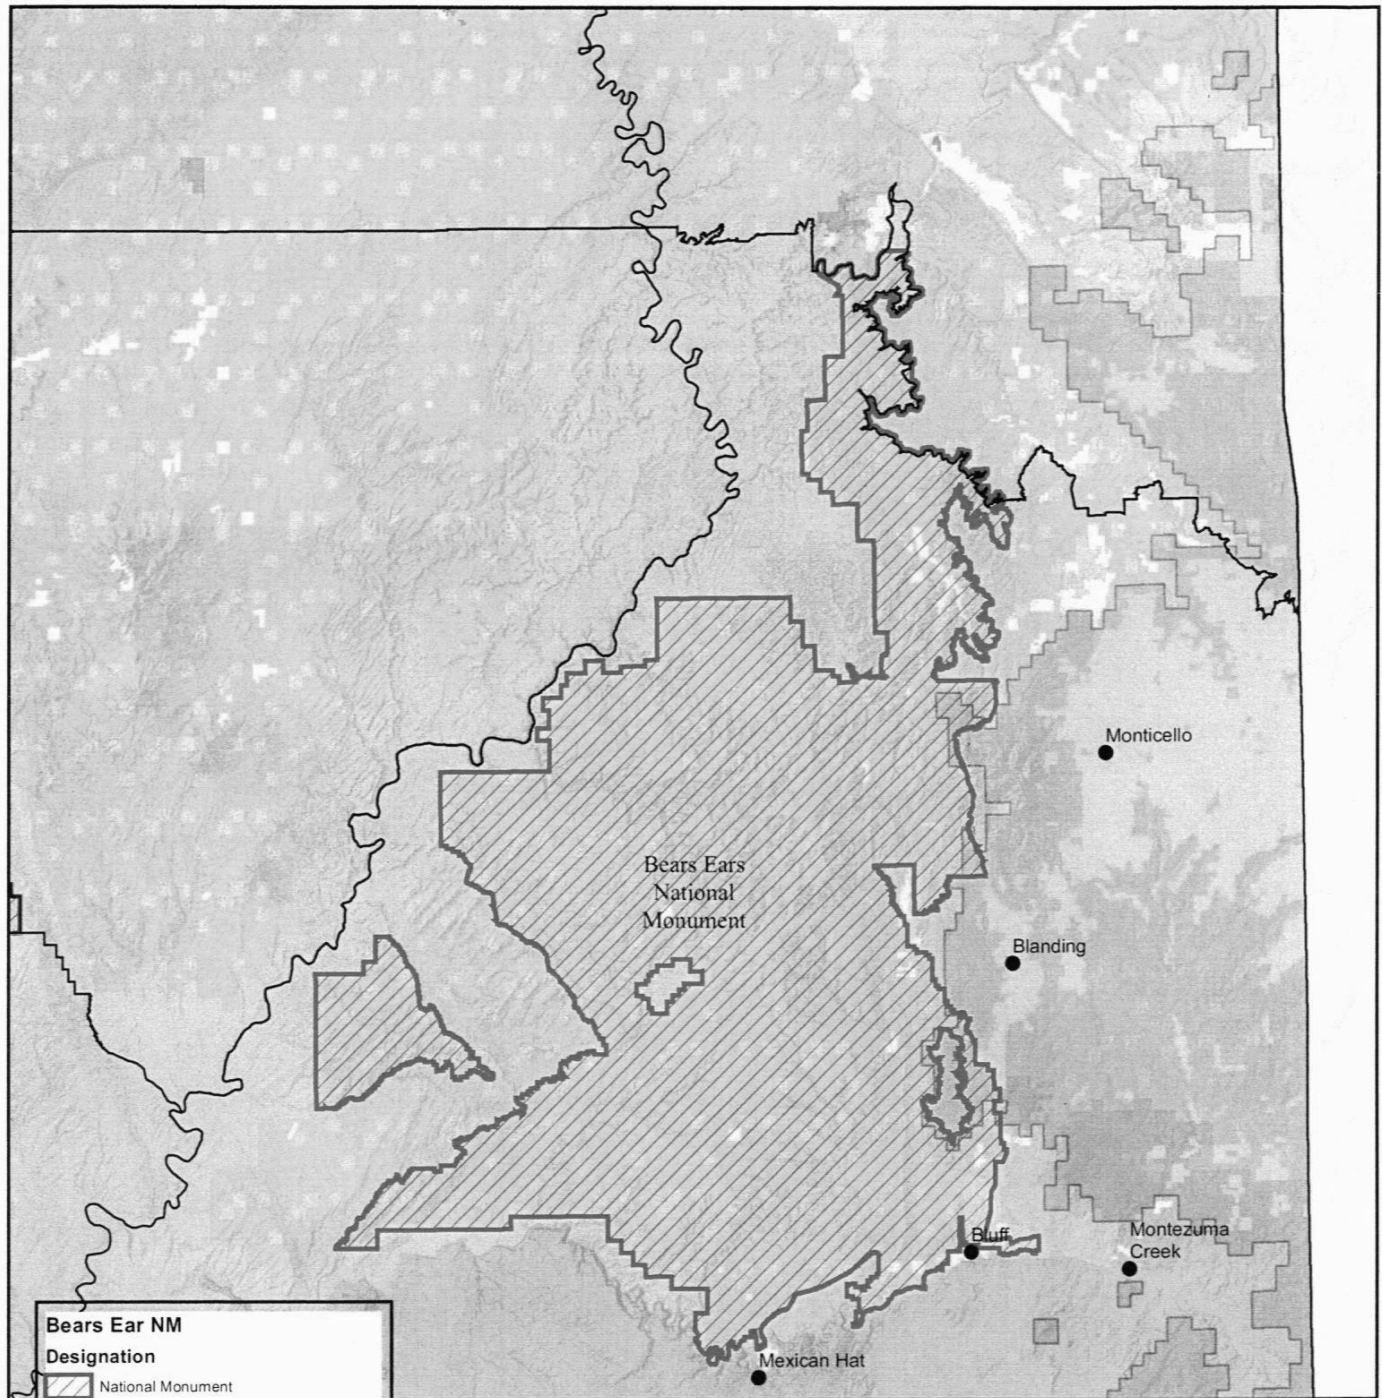 Monticello
Bears Ears
National
Monument
Blanding
Bluff
Montezuma
Creek
Mexican Hat
Bears Ear NM
Designation
National Monument